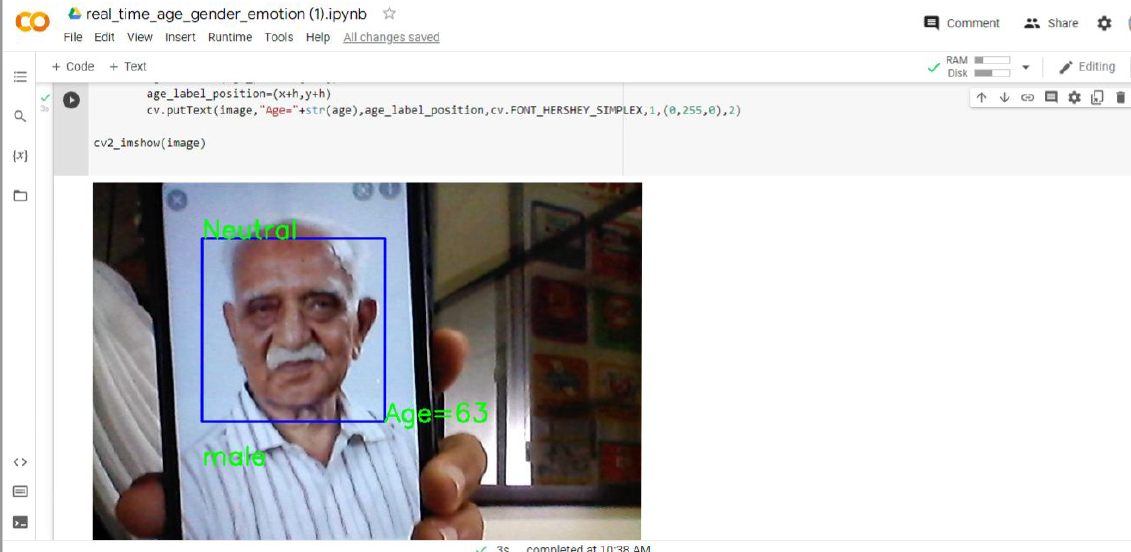 real_time_age_gender_emotion (1).ipynb
Comment
Share
File Edit View Insert Runtime Tools Help All changes saved
+ Code + Text
RAM
Disk
Editing
3s
age_label_position=(x+h,y+h)
cv.putText(image,"Age="+str(age),age_label_position,cv.FONT_HERSHEY_SIMPLEX,1,(0,255,0),2)
cv2_imshow(image)
{x}
Neutral
Age=63
male
3s completed at 10:38 AM